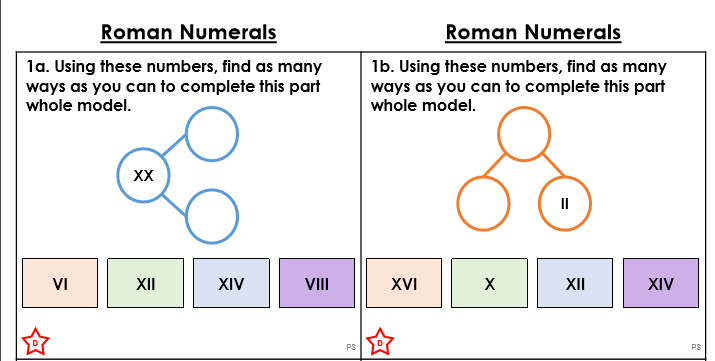 Roman Numerals
1a. Using these numbers, find as many
ways as you can to complete this part
whole model.
XX
VI
XII
XIV
VIII
D
PS
Roman Numerals
1b. Using these numbers, find as many
ways as you can to complete this part
whole model.
II
XVI
X
XII
XIV
D
PS